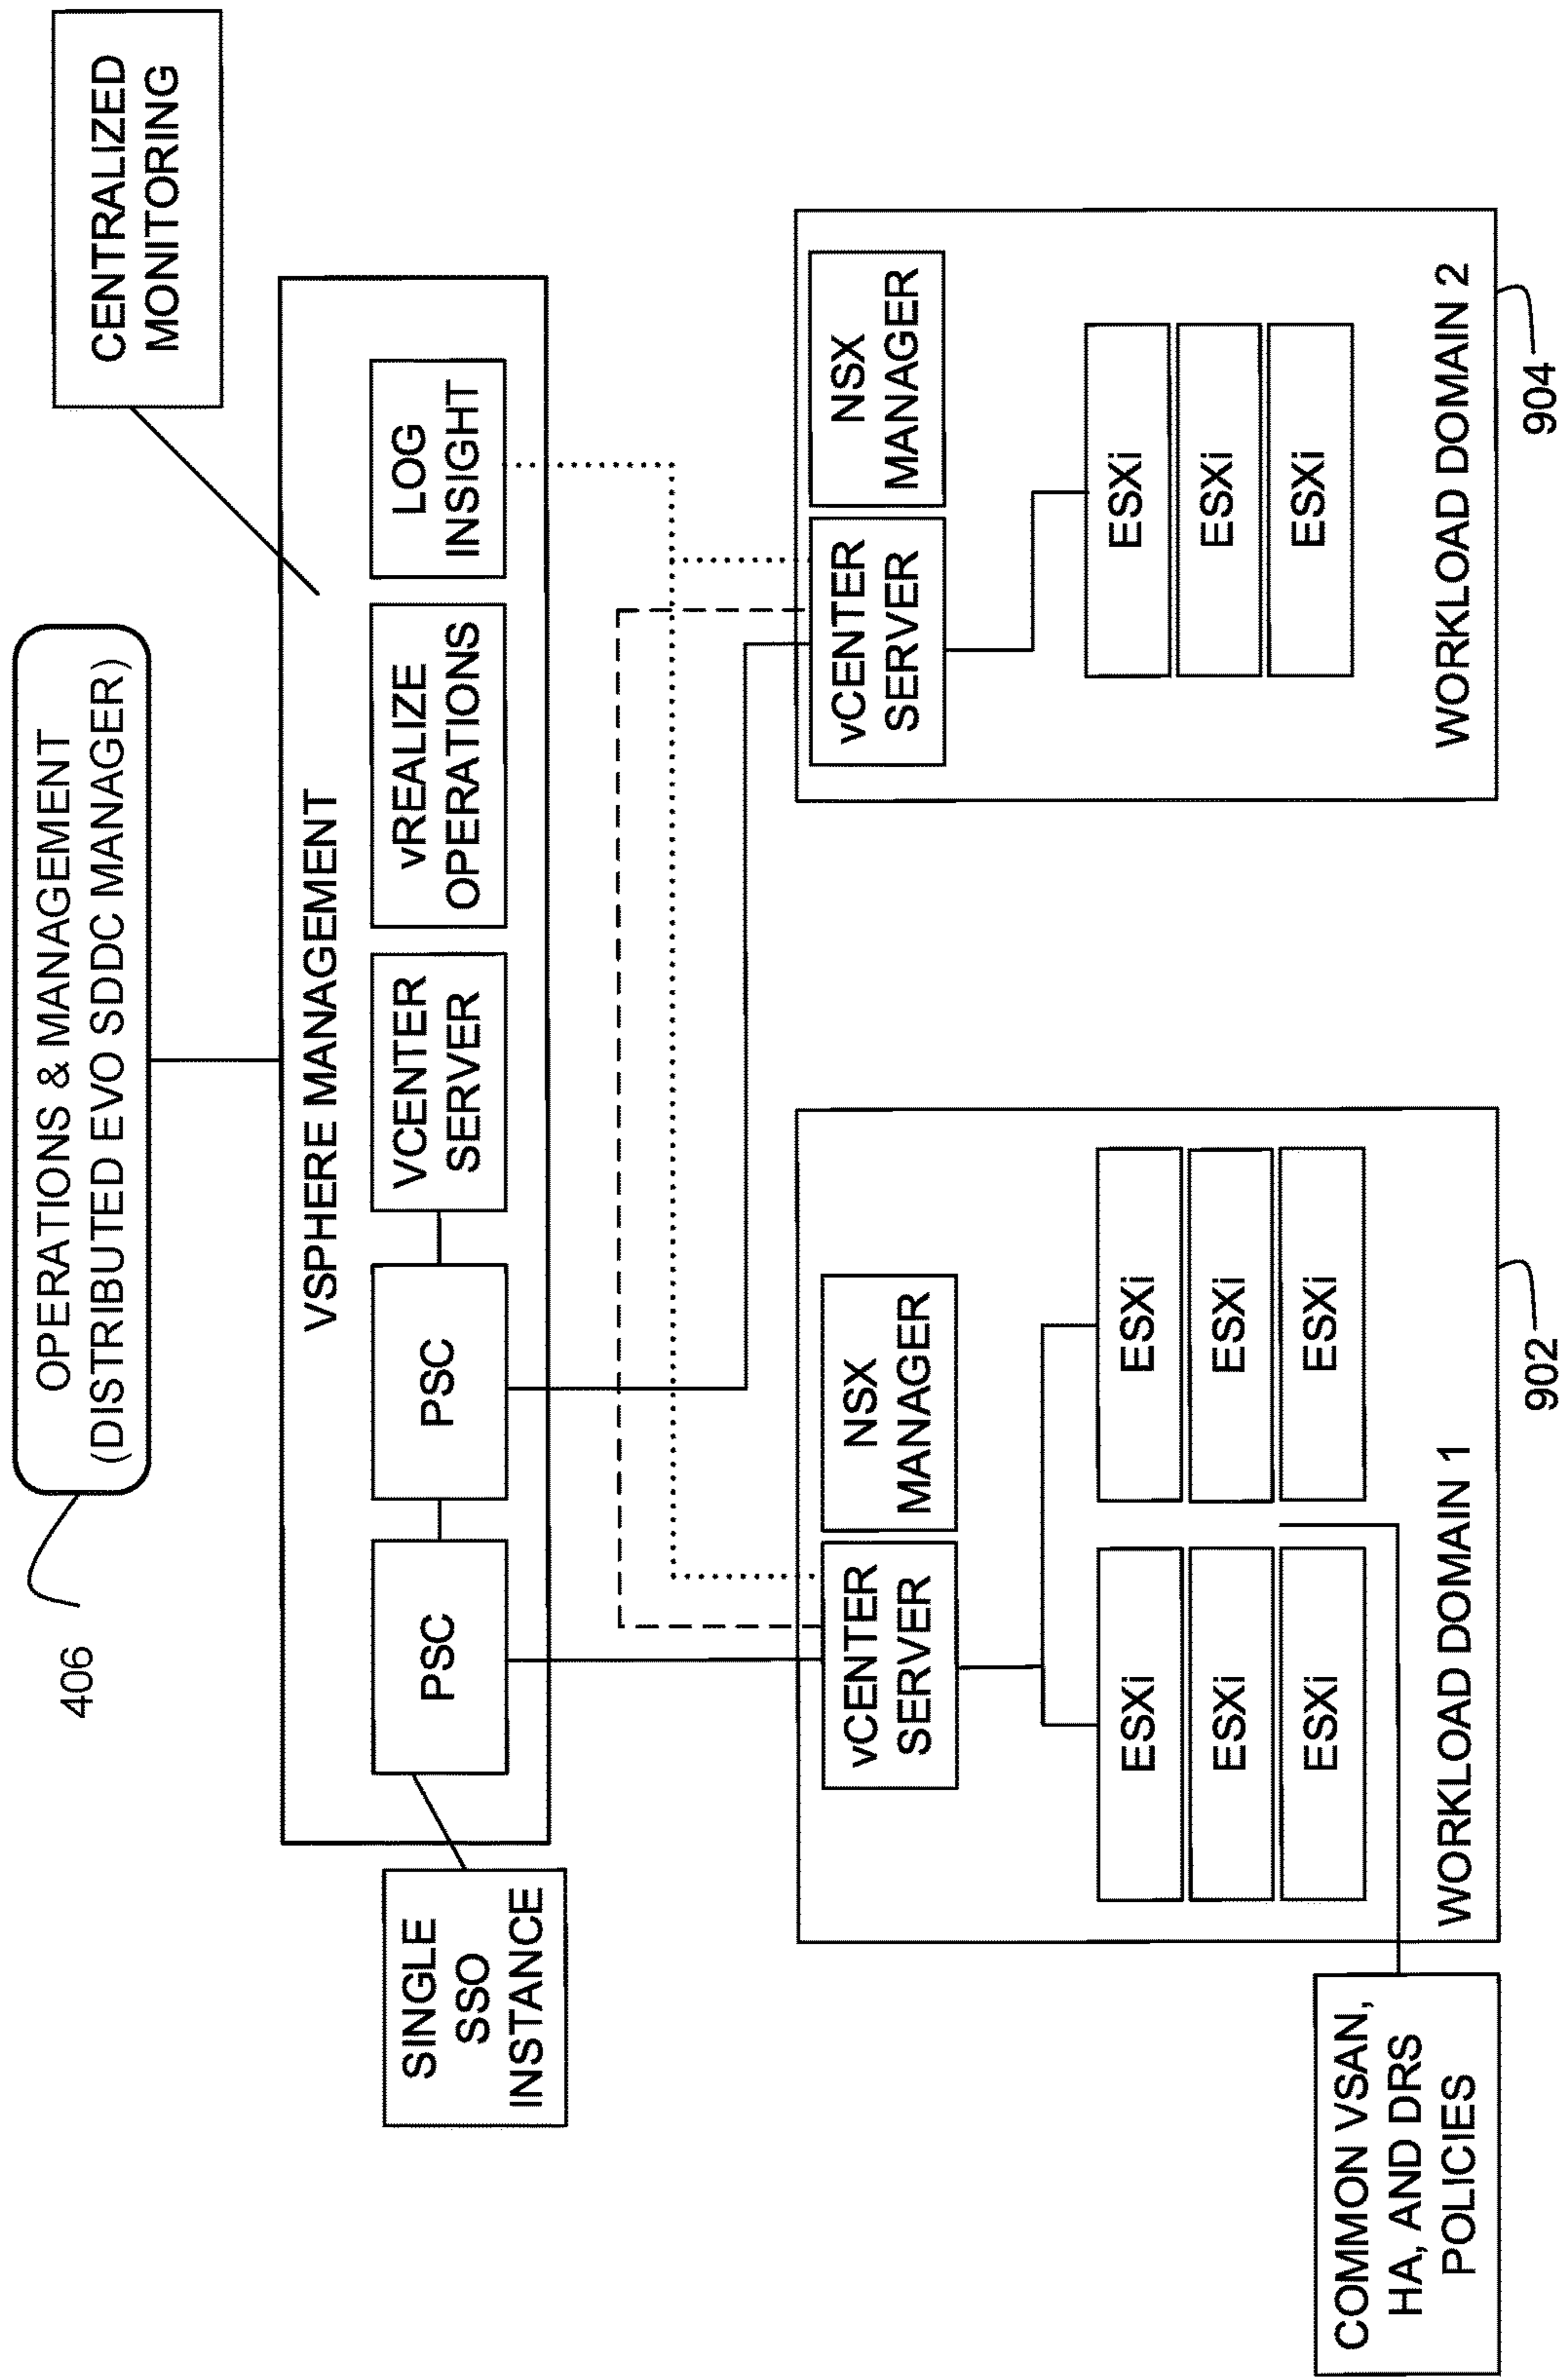 406
OPERATIONS & MANAGEMENT
(DISTRIBUTED EVO SDDC MANAGER)
CENTRALIZED
MONITORING
VSPHERE MANAGEMENT
SINGLE
SSO
INSTANCE
PSC
PSC
VCENTER
SERVER
vREALIZE
OPERATIONS
LOG
INSIGHT
vCENTER
SERVER
NSX
MANAGER
ESXi
ESXi
ESXi
ESXi
ESXi
ESXi
WORKLOAD DOMAIN 1
902
COMMON VSAN,
HA, AND DRS
POLICIES
vCENTER
SERVER
NSX
MANAGER
ESXi
ESXi
ESXi
WORKLOAD DOMAIN 2
904